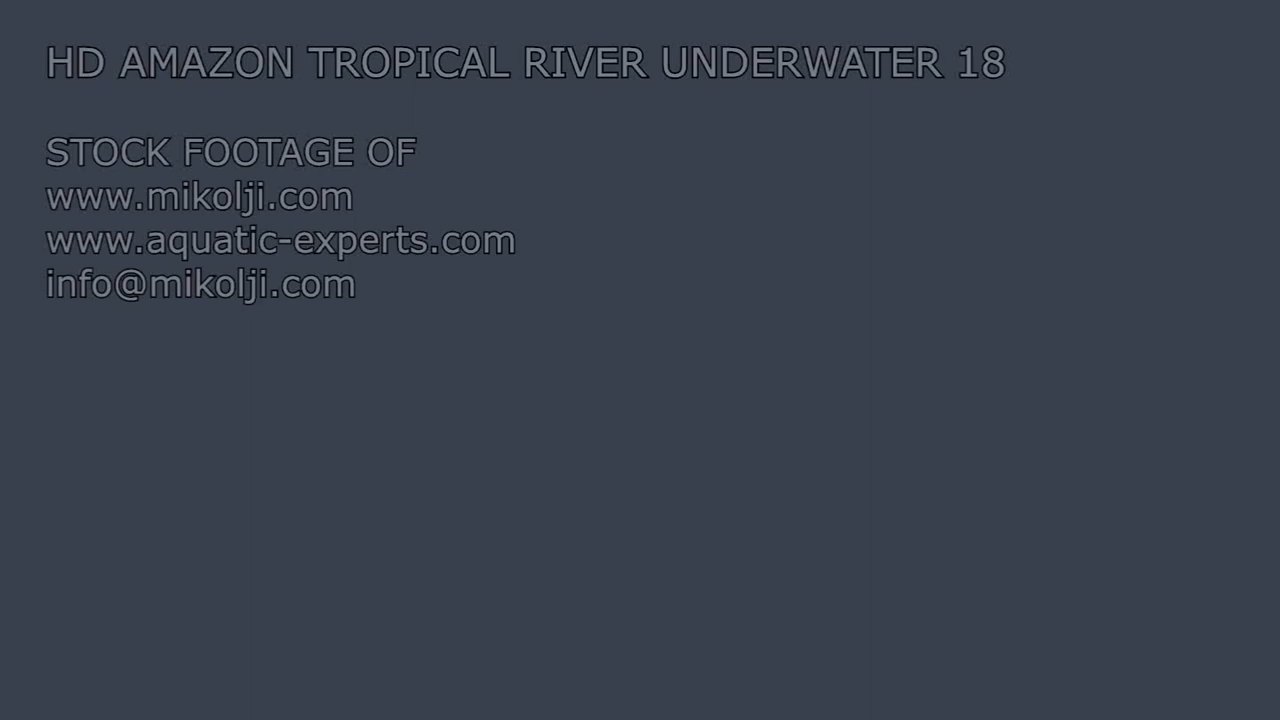 HD AMAZON TROPICAL RIVER UNDERWATER 18
STOCK FOOTAGE OF
www.mikolji.com
www.aquatic-experts.com
info@mikolji.com